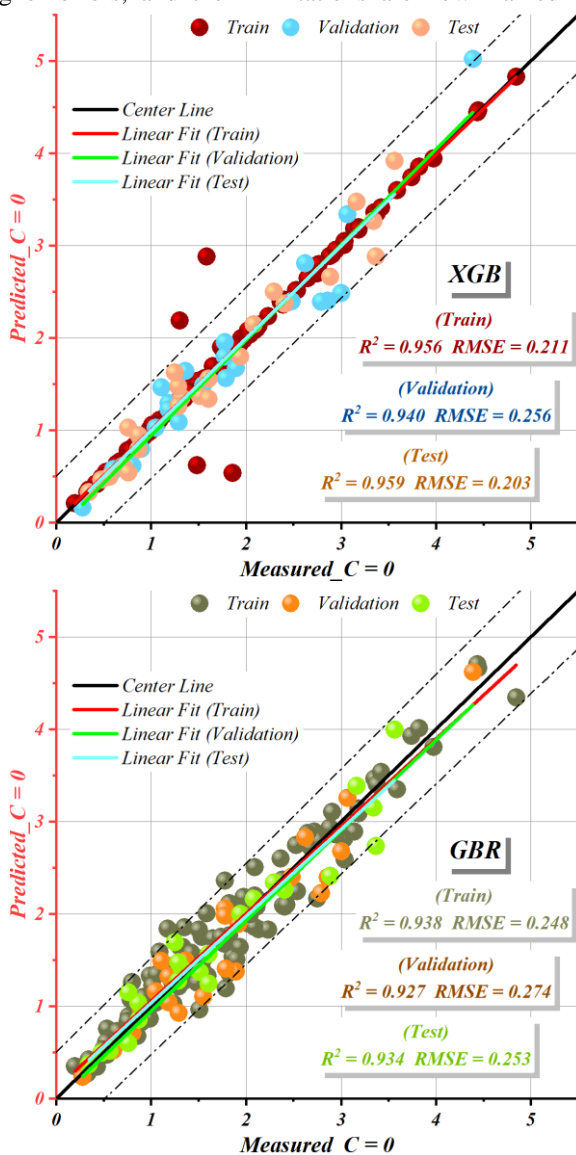 Train Validation Test
5
Center Line
Linear Fit (Train)
4
Linear Fit (Validation)
Linear Fit (Test)
3
XGB
Predicted_C = 0
(Train)
2
R² = 0.956 RMSE = 0.211
(Validation)
R² = 0.940 RMSE = 0.256
1
(Test)
R² = 0.959 RMSE = 0.203
0
0 1 2 3 4 5
Measured_C = 0
Train Validation Test
5
Center Line
Linear Fit (Train)
4
Linear Fit (Validation)
Linear Fit (Test)
3
GBR
Predicted_C = 0
(Train)
2
R² = 0.938 RMSE = 0.248
(Validation)
R² = 0.927 RMSE = 0.274
1
(Test)
R² = 0.934 RMSE = 0.253
0
0 1 2 3 4 5
Measured_C = 0